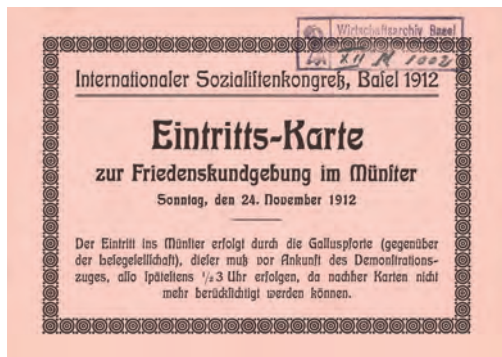 Wirtschaftsarchiv Basel
XII M 1002
Internationaler Sozialistenkongreß, Basel 1912
Eintritts-Karte
zur Friedenskundgebung im Münster
Sonntag, den 24. November 1912
Der Eintritt ins Münster erfolgt durch die Galluspforte (gegenüber
der Lesegesellschaft), dieser muß vor Ankunft des Demonstrations-
zuges, also spätestens ½3 Uhr erfolgen, da nachher Karten nicht
mehr berücksichtigt werden können.